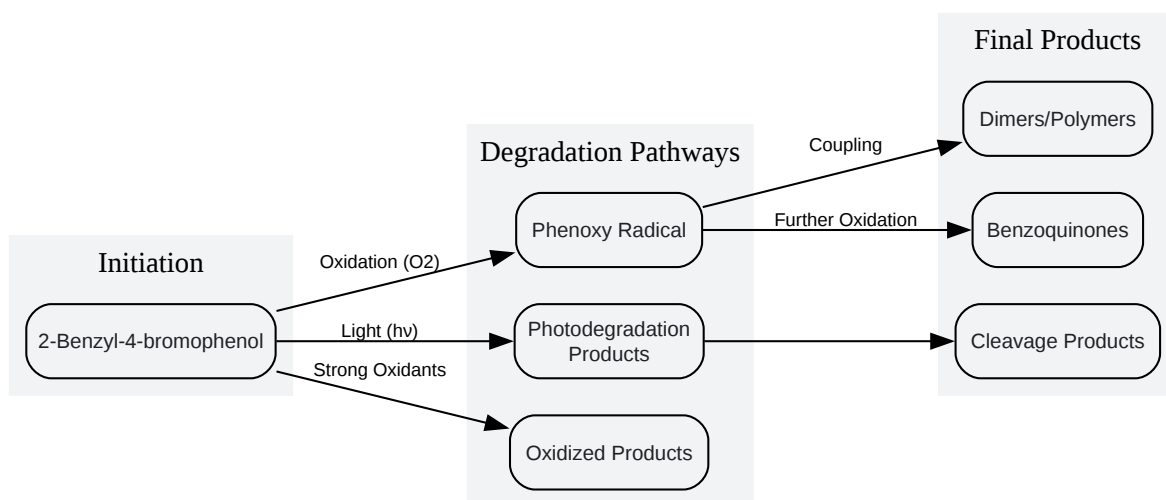 Initiation
2-Benzyl-4-bromophenol
Oxidation (O2)
Light (hν)
Strong Oxidants
Degradation Pathways
Phenoxy Radical
Photodegradation
Products
Oxidized Products
Coupling
Further Oxidation
Final Products
Dimers/Polymers
Benzoquinones
Cleavage Products